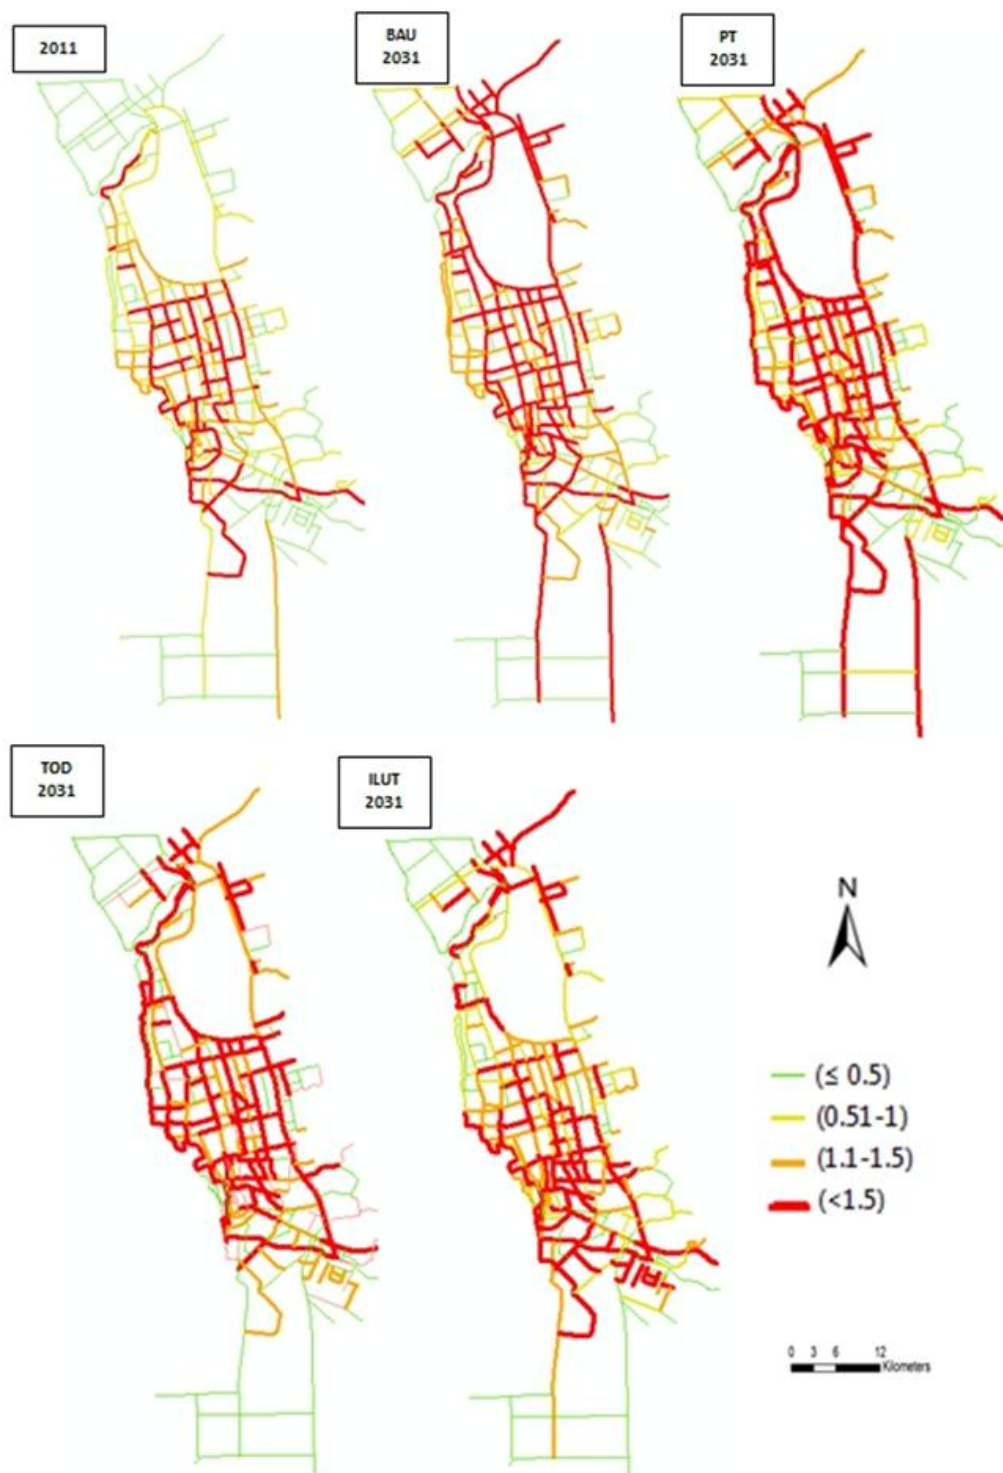 2011
BAU
2031
PT
2031
TOD
2031
ILUT
2031
N
(≤ 0.5)
(0.51-1)
(1.1-1.5)
(<1.5)
0 3 6 12
Kilometers